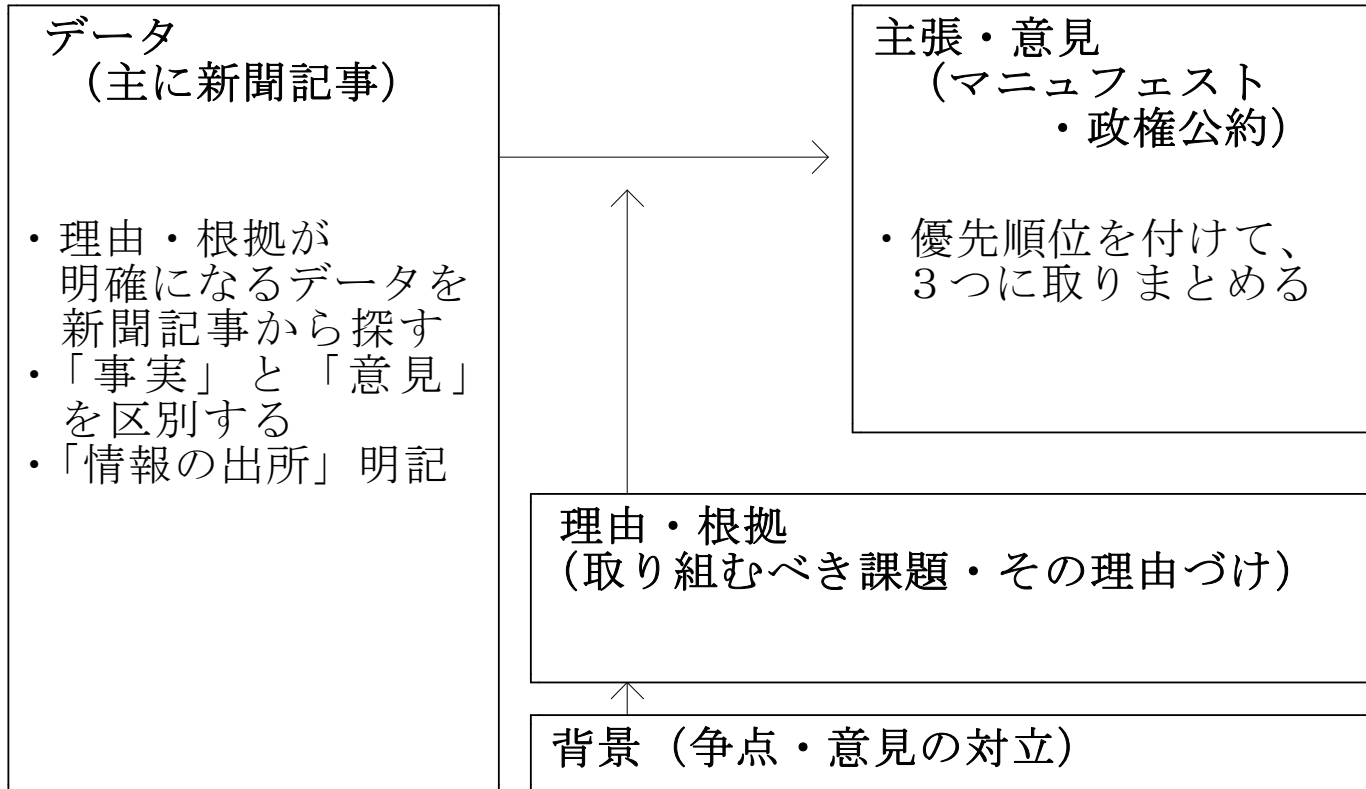 データ
（主に新聞記事）
・理由・根拠が
明確になるデータを
新聞記事から探す
・「事実」と「意見」
を区別する
・「情報の出所」明記
主張・意見
（マニュフェスト
・政権公約）
・優先順位を付けて、
３つに取りまとめる
理由・根拠
（取り組むべき課題・その理由づけ）
背景（争点・意見の対立）